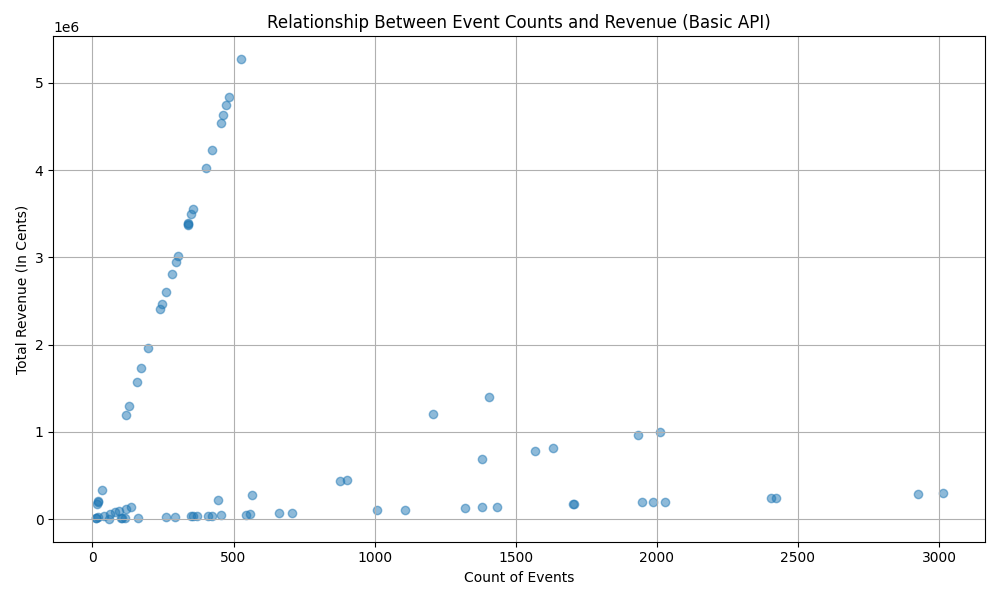 Relationship Between Event Counts and Revenue (Basic API)
1e6
5
4
3
2
1
0
Total Revenue (In Cents)
0 500 1000 1500 2000 2500 3000
Count of Events